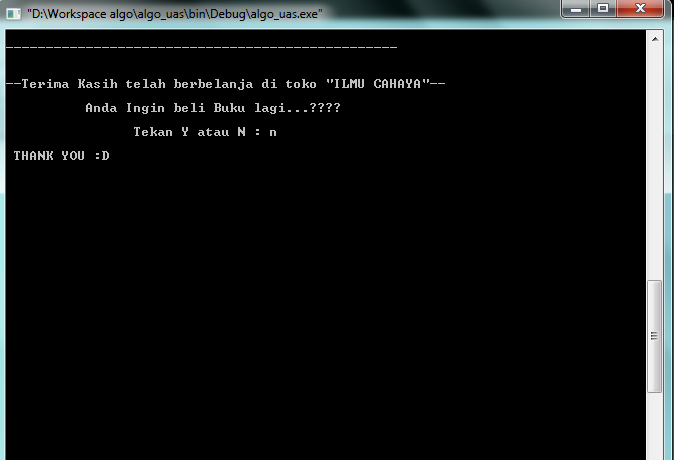 "D:\Workspace algo\algo_uas\bin\Debug\algo_uas.exe"
--Terima Kasih telah berbelanja di toko "ILMU CAHAYA"--
Anda Ingin beli Buku lagi...????
Tekan Y atau N : n
THANK YOU :D